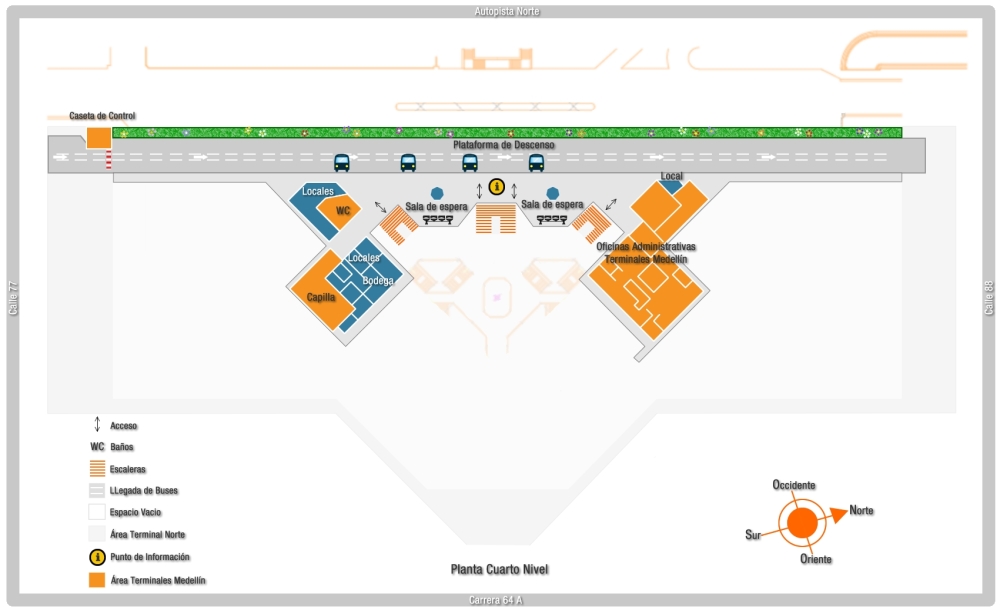 Autopista Norte
Caseta de Control
Plataforma de Descenso
i
Locales
WC
Sala de espera
Sala de espera
Local
Oficinas Administrativas
Terminales Medellín
Locales
Bodega
Capilla
Calle 77
Calle 88
Acceso
WC Baños
Escaleras
LLegada de Buses
Espacio Vacio
Área Terminal Norte
i Punto de Información
Área Terminales Medellín
Occidente
Norte
Sur
Oriente
Planta Cuarto Nivel
Carrera 64 A